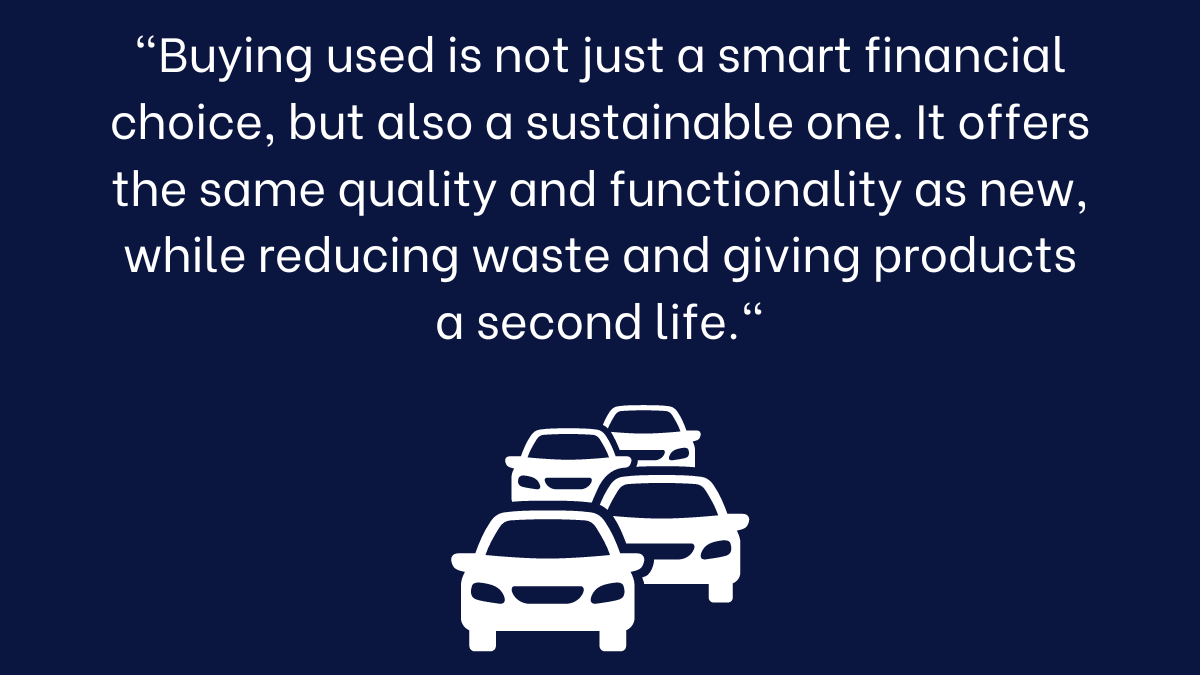 “Buying used is not just a smart financial
choice, but also a sustainable one. It offers
the same quality and functionality as new,
while reducing waste and giving products
a second life.“